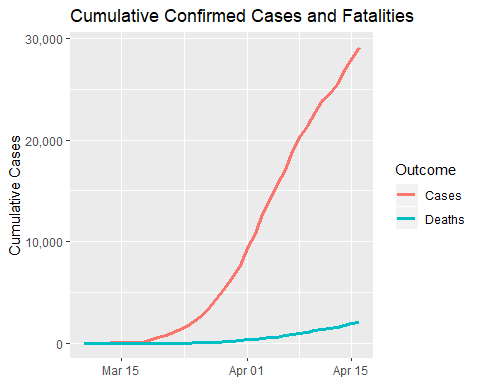 Cumulative Confirmed Cases and Fatalities
30,000
20,000
10,000
0
Cumulative Cases
Mar 15
Apr 01
Apr 15
Outcome
Cases
Deaths